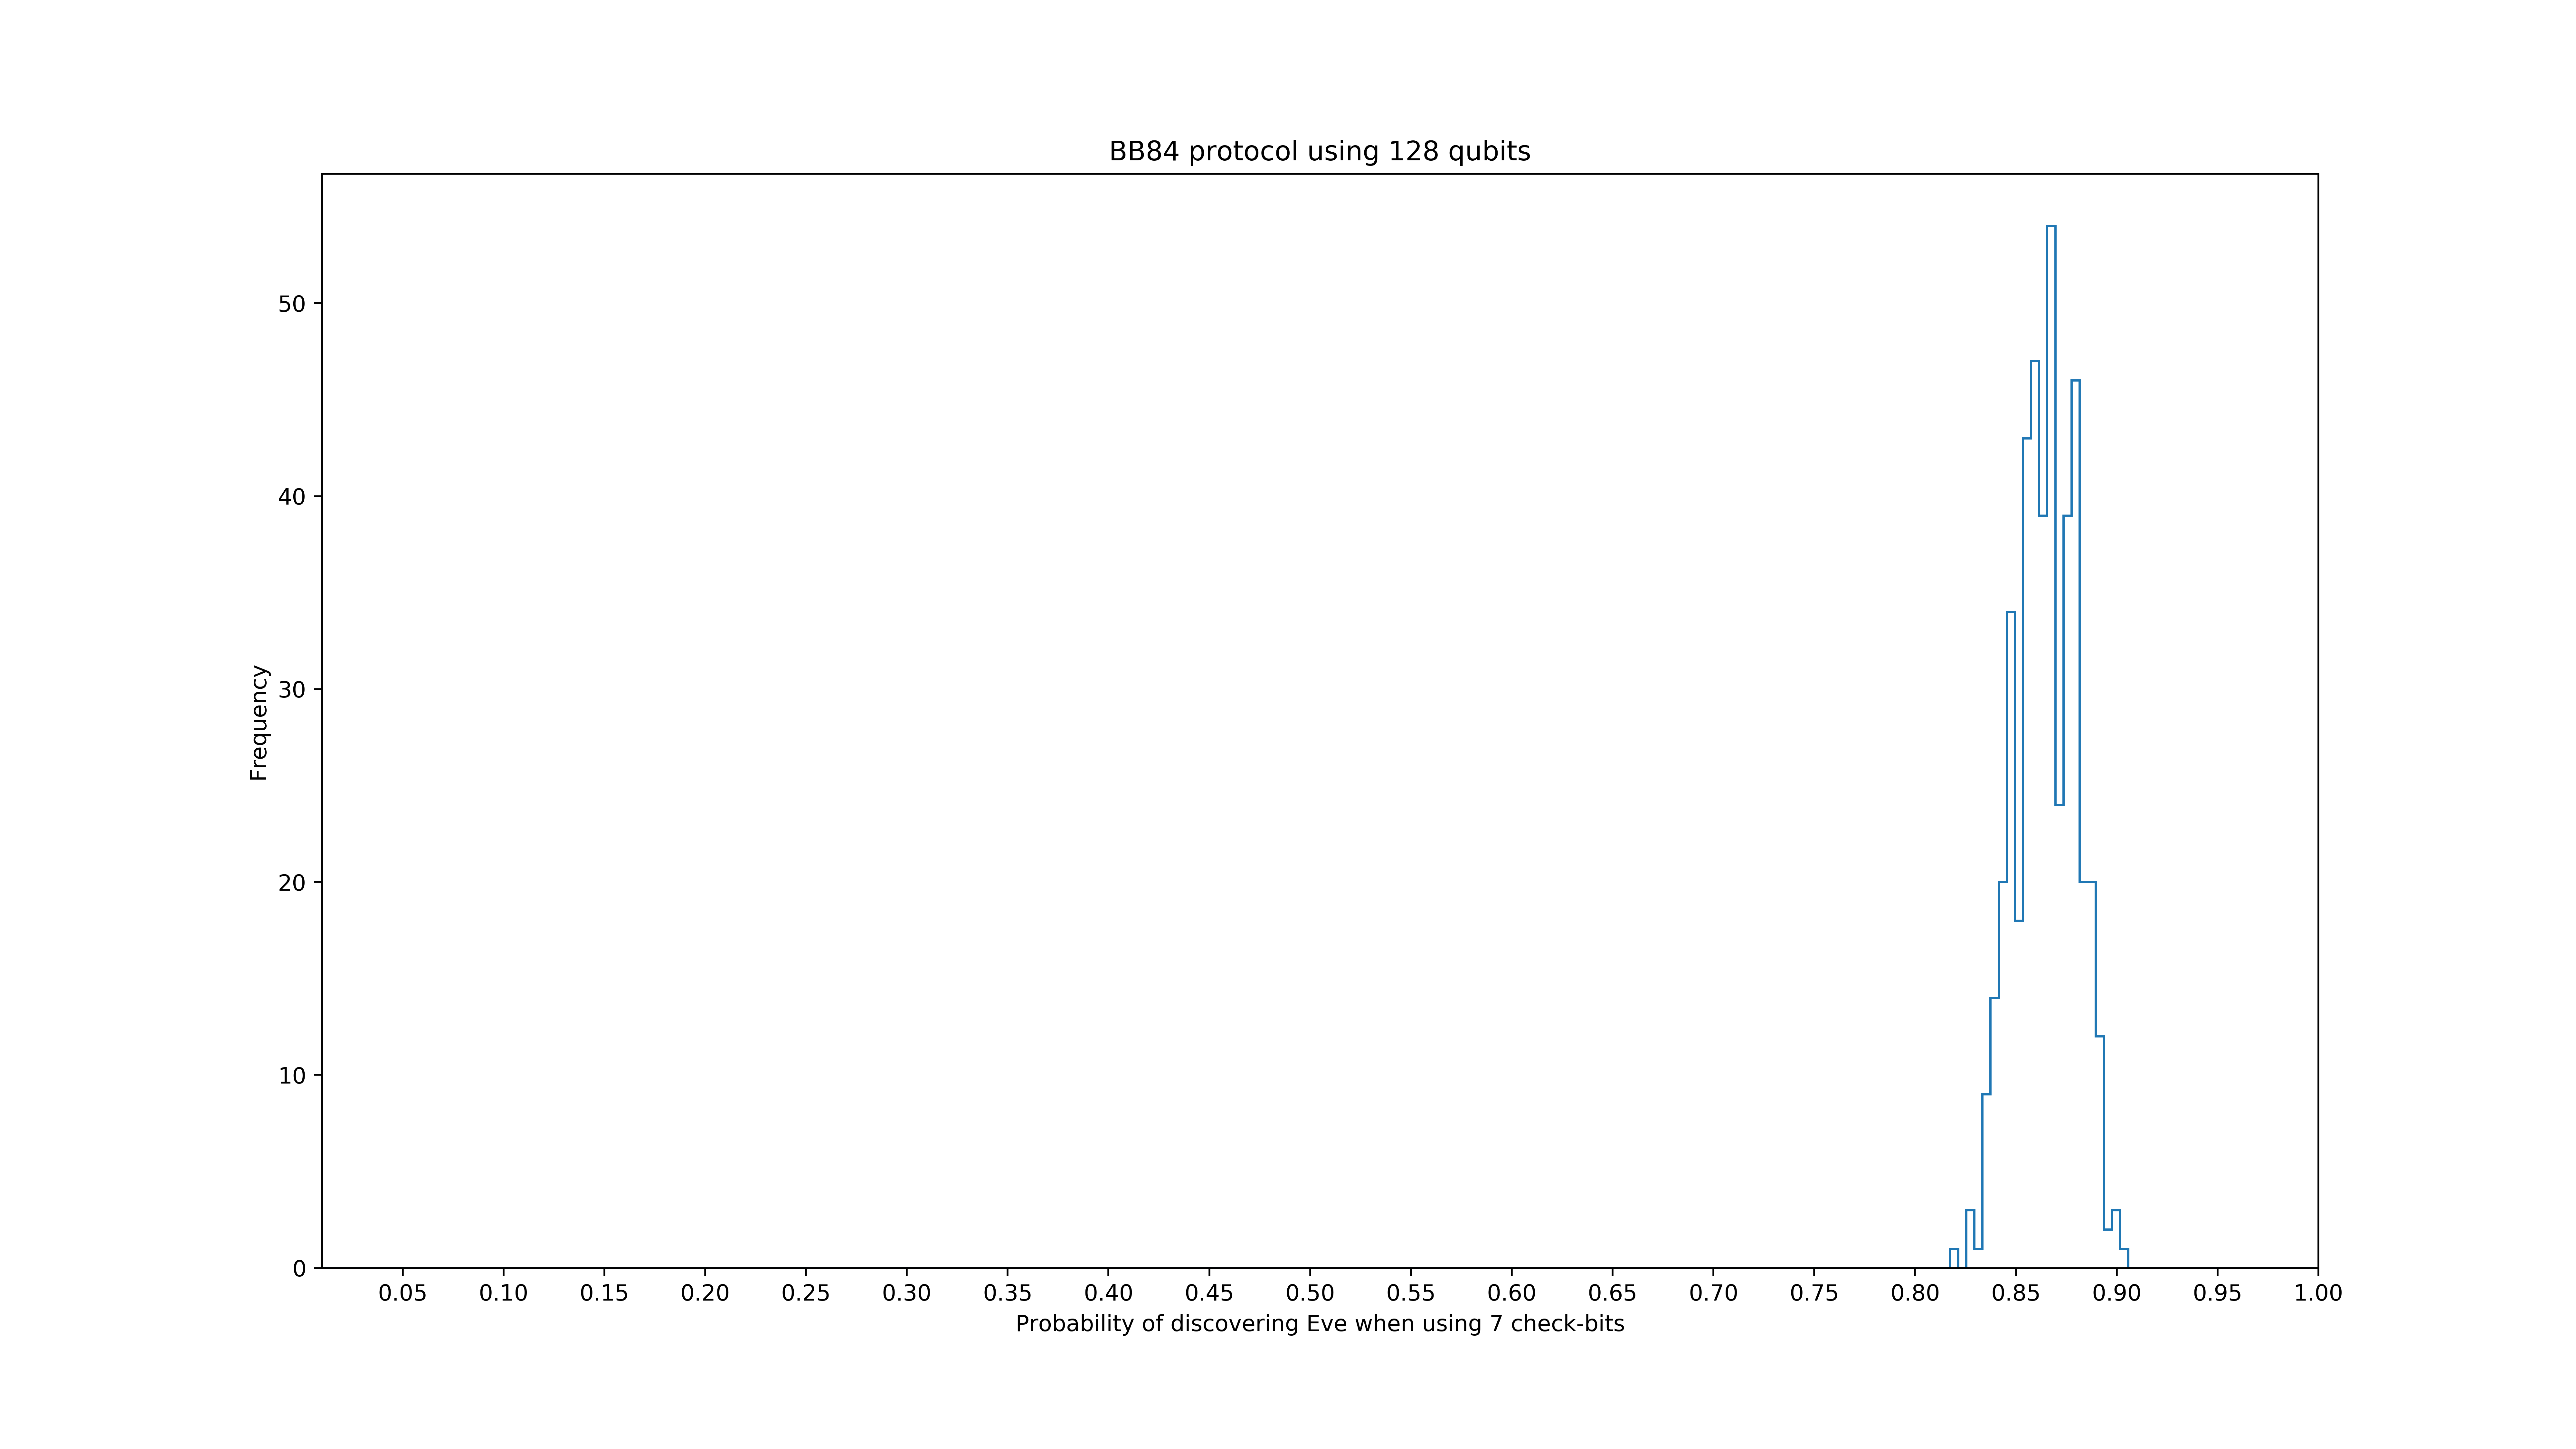 BB84 protocol using 128 qubits
50
40
30
20
10
0
Frequency
0.05 0.10 0.15 0.20 0.25 0.30 0.35 0.40 0.45 0.50 0.55 0.60 0.65 0.70 0.75 0.80 0.85 0.90 0.95 1.00
Probability of discovering Eve when using 7 check-bits